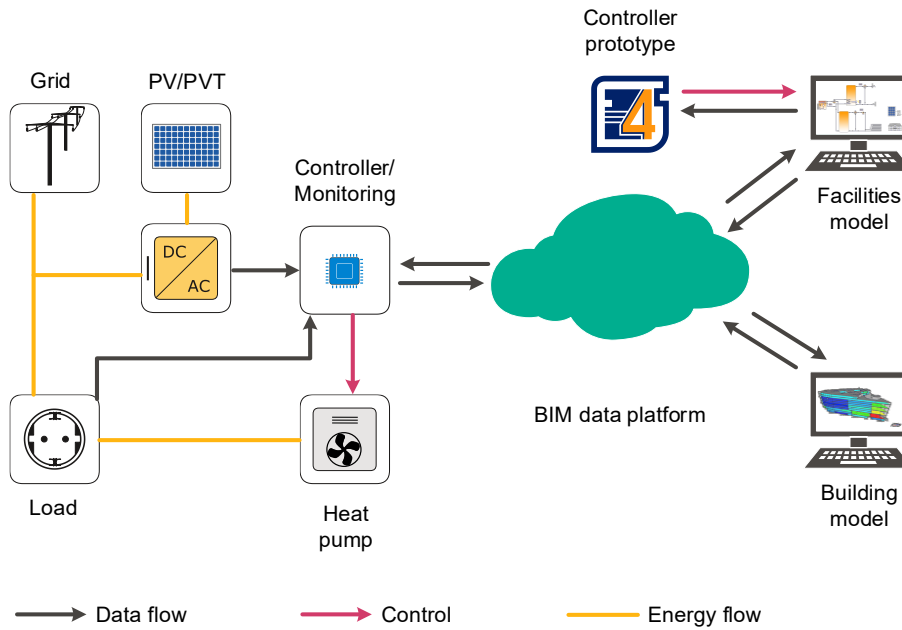 Controller
prototype
Grid
PV/PVT
4
Controller/
Monitoring
Facilities
model
DC
AC
BIM data platform
Load
Heat
pump
Building
model
Data flow
Control
Energy flow